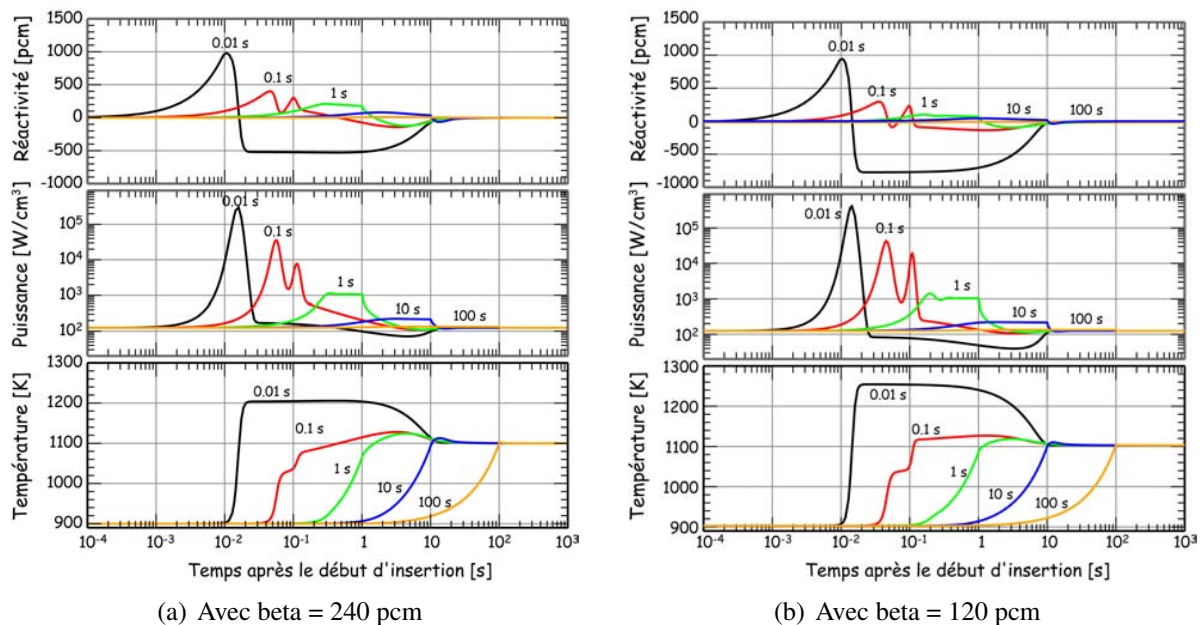 1500
1000
500
0
-500
-1000
Réactivité [pcm]
0.01 s
0.1 s
1 s
10 s
100 s
10⁵
10⁴
10³
10²
Puissance [W/cm³]
0.01 s
0.1 s
1 s
10 s
100 s
1300
1200
1100
1000
900
Température [K]
0.01 s
0.1 s
1 s
10 s
100 s
10⁻⁴ 10⁻³ 10⁻² 10⁻¹ 1 10 10² 10³
Temps après le début d'insertion [s]
(a) Avec beta = 240 pcm
1500
1000
500
0
-500
-1000
Réactivité [pcm]
0.01 s
0.1 s
1 s
10 s
100 s
10⁵
10⁴
10³
10²
Puissance [W/cm³]
0.01 s
0.1 s
1 s
10 s
100 s
1300
1200
1100
1000
900
Température [K]
0.01 s
0.1 s
1 s
10 s
100 s
10⁻⁴ 10⁻³ 10⁻² 10⁻¹ 1 10 10² 10³
Temps après le début d'insertion [s]
(b) Avec beta = 120 pcm